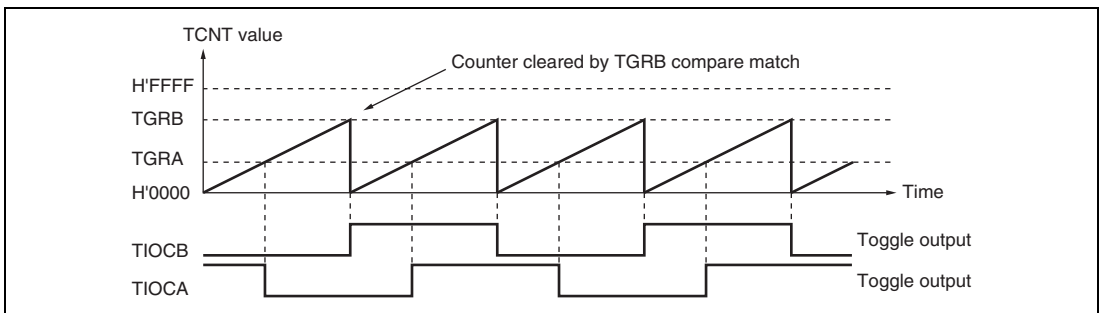 TCNT value
Counter cleared by TGRB compare match
H'FFFF
TGRB
TGRA
H'0000
Time
TIOCB
Toggle output
TIOCA
Toggle output